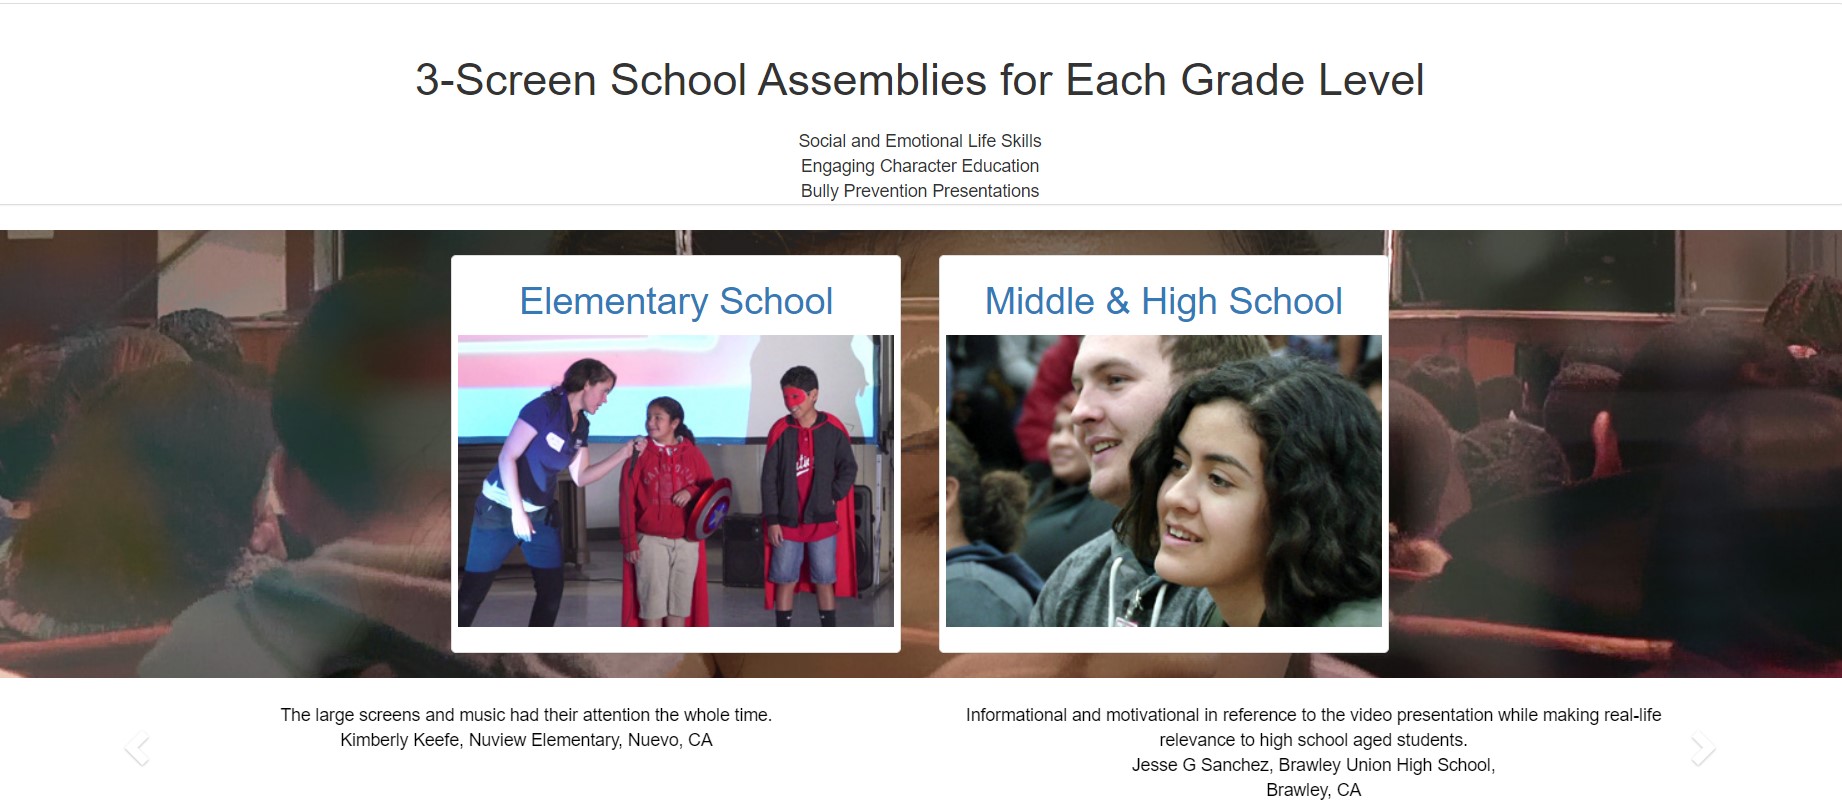 3-Screen School Assemblies for Each Grade Level
Social and Emotional Life Skills
Engaging Character Education
Bully Prevention Presentations
Elementary School
Middle & High School
The large screens and music had their attention the whole time.
Kimberly Keefe, Nuview Elementary, Nuevo, CA
Informational and motivational in reference to the video presentation while making real-life
relevance to high school aged students.
Jesse G Sanchez, Brawley Union High School,
Brawley, CA